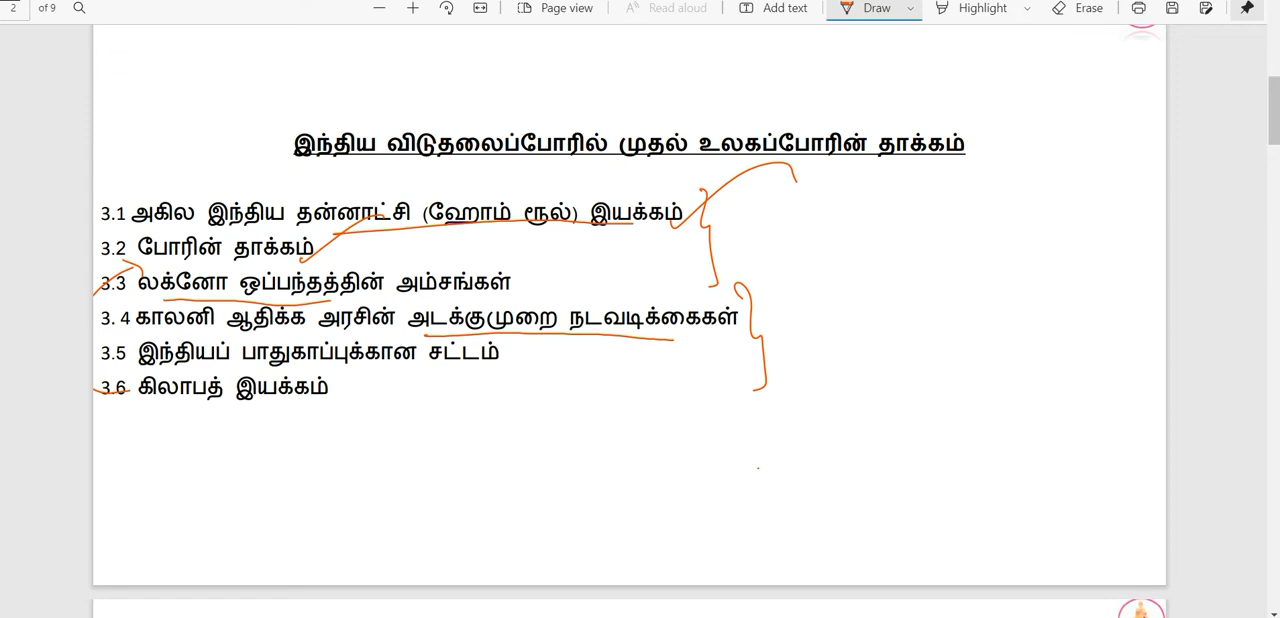 2 of 9 Page view Read aloud Add text Draw Highlight Erase
இந்திய விடுதலைப்போரில் முதல் உலகப்போரின் தாக்கம்
3.1 அகில இந்திய தன்னாட்சி (ஹோம் ரூல்) இயக்கம்
3.2 போரின் தாக்கம்
3.3 லக்னோ ஒப்பந்தத்தின் அம்சங்கள்
3. 4 காலனி ஆதிக்க அரசின் அடக்குமுறை நடவடிக்கைகள்
3.5 இந்தியப் பாதுகாப்புக்கான சட்டம்
3.6 கிலாபத் இயக்கம்